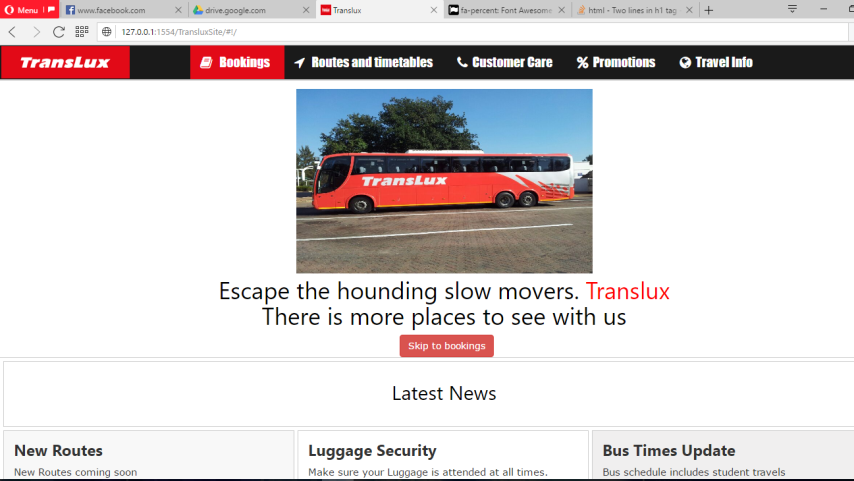 Menu
www.facebook.com
drive.google.com
Translux
fa-percent: Font Awesome
html - Two lines in h1 tag
127.0.0.1:1554/TransluxSite/#!/
TransLux
Bookings
Routes and timetables
Customer Care
Promotions
Travel Info
TransLux
Escape the hounding slow movers. Translux
There is more places to see with us
Skip to bookings
Latest News
New Routes
New Routes coming soon
Luggage Security
Make sure your Luggage is attended at all times.
Bus Times Update
Bus schedule includes student travels